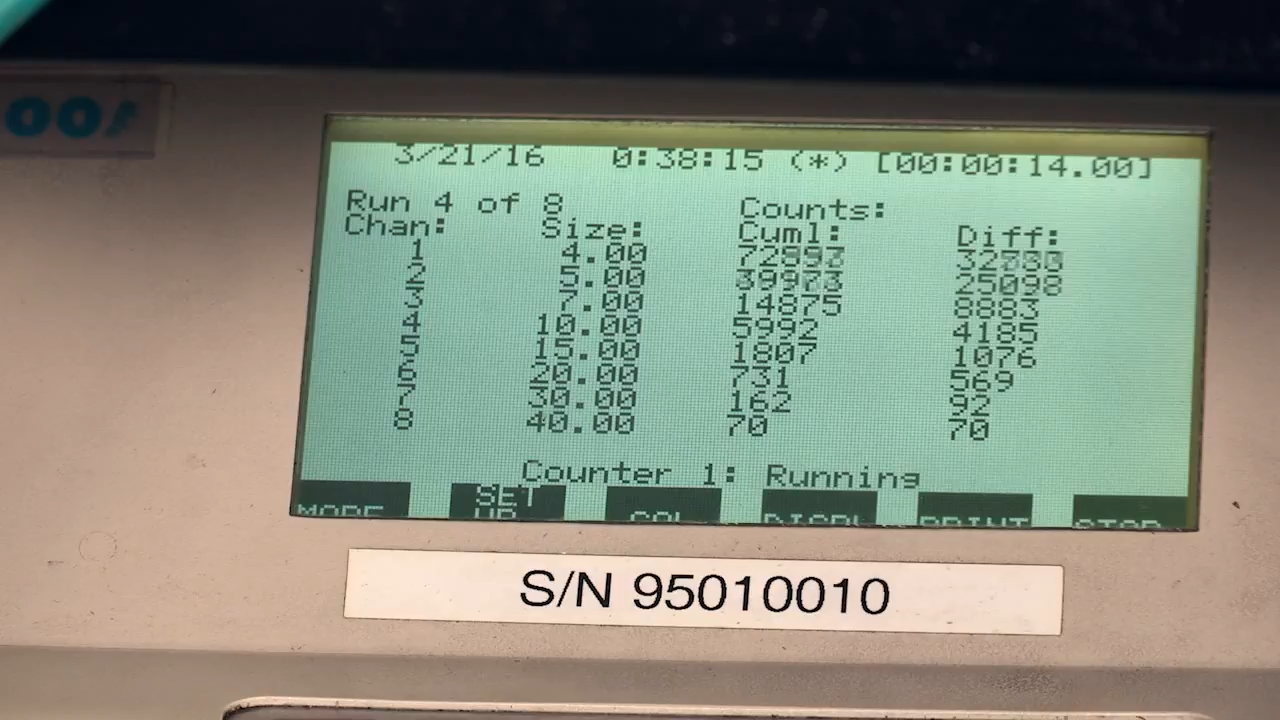 00
3/21/16 0:38:15 (*) [00:00:14.00]
Run 4 of 8 Counts:
Chan: Size: Cuml: Diff:
1 4.00
2 5.00 25098
3 7.00 14875 8883
4 10.00 5992 4185
5 15.00 1807 1076
6 20.00 731 569
7 30.00 162 92
8 40.00 70 70
Counter 1: Running
MODE SET UP COL DISPL PRINT STOP
S/N 95010010